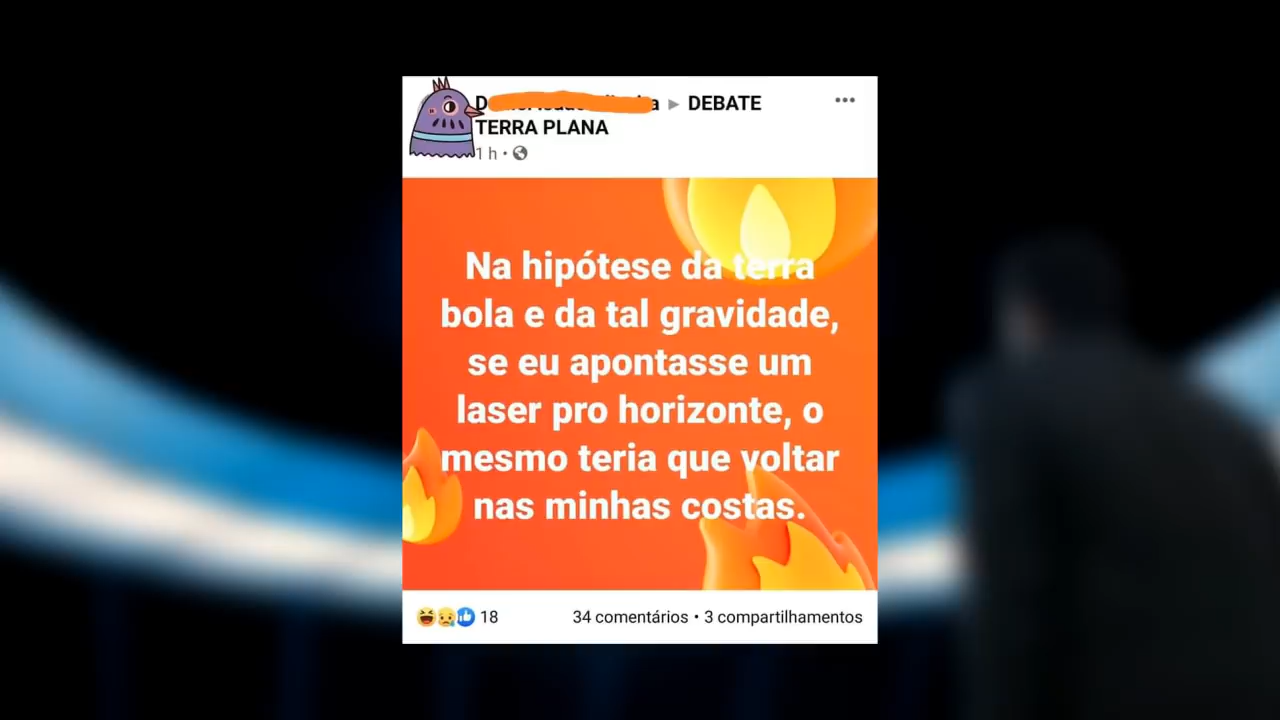 DEBATE
TERRA PLANA
1 h
Na hipótese da terra
bola e da tal gravidade,
se eu apontasse um
laser pro horizonte, o
mesmo teria que voltar
nas minhas costas.
18
34 comentários • 3 compartilhamentos